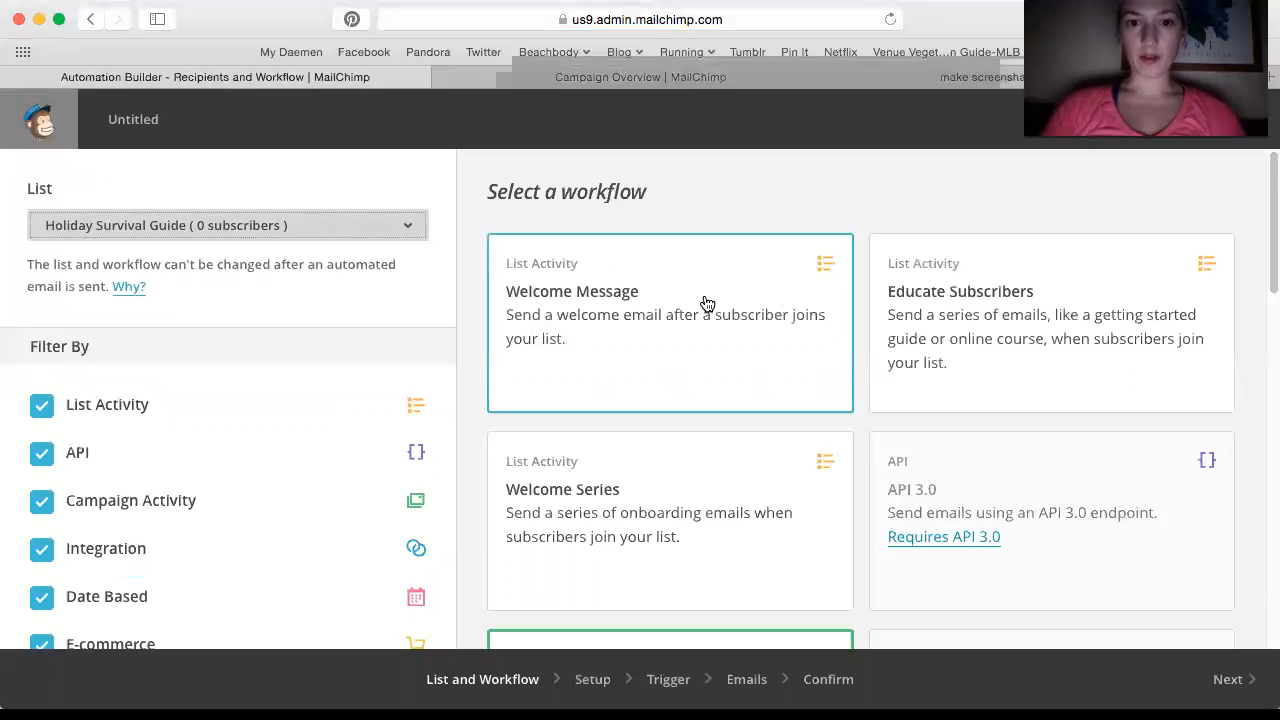 us9.admin.mailchimp.com
My Daemen Facebook Pandora Twitter Beachbody Blog Running Tumblr Pin It Netflix Venue Veget...n Guide-MLB
Automation Builder - Recipients and Workflow | MailChimp
Campaign Overview | MailChimp
make screensha
Untitled
List
Holiday Survival Guide ( 0 subscribers )
The list and workflow can't be changed after an automated
email is sent. Why?
Filter By
List Activity
API
Campaign Activity
Integration
Date Based
E-commerce
Select a workflow
List Activity
Welcome Message
Send a welcome email after a subscriber joins
your list.
List Activity
Educate Subscribers
Send a series of emails, like a getting started
guide or online course, when subscribers join
your list.
List Activity
Welcome Series
Send a series of onboarding emails when
subscribers join your list.
API
API 3.0
Send emails using an API 3.0 endpoint.
Requires API 3.0
List and Workflow > Setup > Trigger > Emails > Confirm
Next >